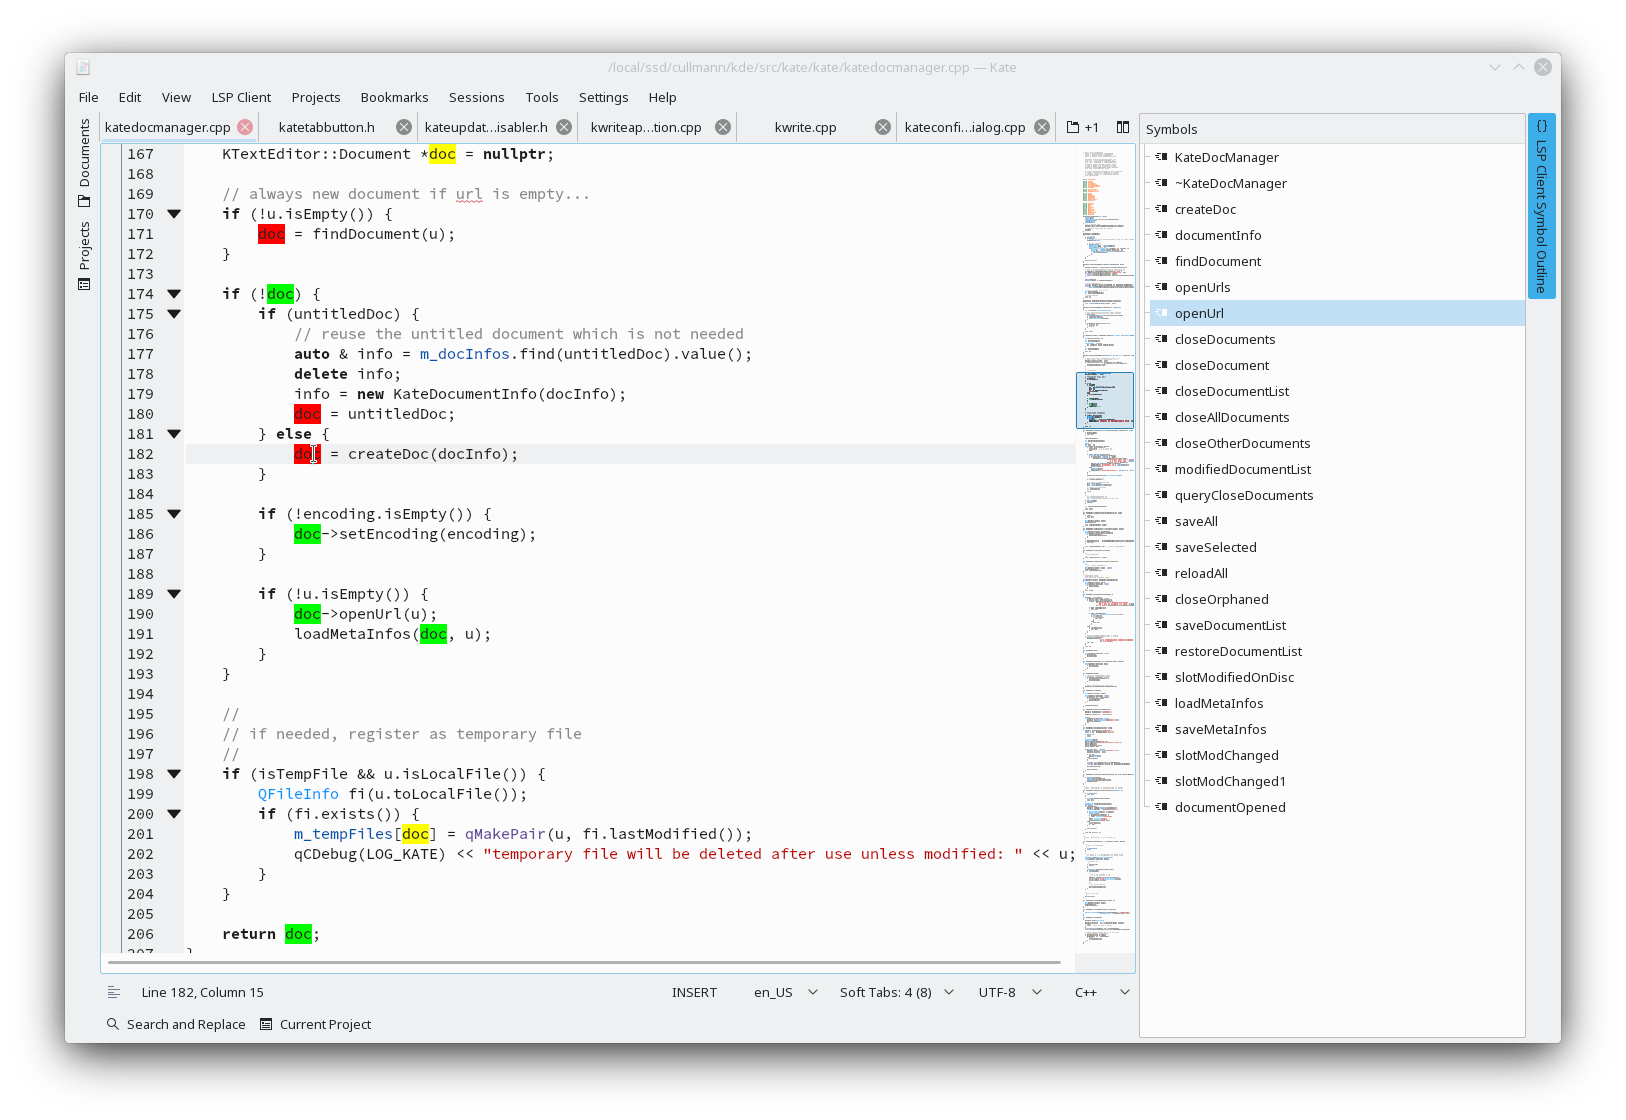 /local/ssd/cullmann/kde/src/kate/kate/katedocmanager.cpp — Kate
File Edit View LSP Client Projects Bookmarks Sessions Tools Settings Help
Documents
Projects
katedocmanager.cpp katetabbutton.h kateupdat...isabler.h kwriteap...tion.cpp kwrite.cpp kateconfi...ialog.cpp +1
167 KTextEditor::Document *doc = nullptr;
168
169 // always new document if url is empty...
170 if (!u.isEmpty()) {
171 doc = findDocument(u);
172 }
173
174 if (!doc) {
175 if (untitledDoc) {
176 // reuse the untitled document which is not needed
177 auto & info = m_docInfos.find(untitledDoc).value();
178 delete info;
179 info = new KateDocumentInfo(docInfo);
180 doc = untitledDoc;
181 } else {
182 doc = createDoc(docInfo);
183 }
184
185 if (!encoding.isEmpty()) {
186 doc->setEncoding(encoding);
187 }
188
189 if (!u.isEmpty()) {
190 doc->openUrl(u);
191 loadMetaInfos(doc, u);
192 }
193 }
194
195 //
196 // if needed, register as temporary file
197 //
198 if (isTempFile && u.isLocalFile()) {
199 QFileInfo fi(u.toLocalFile());
200 if (fi.exists()) {
201 m_tempFiles[doc] = qMakePair(u, fi.lastModified());
202 qCDebug(LOG_KATE) << "temporary file will be deleted after use unless modified: " << u;
203 }
204 }
205
206 return doc;
207 }
Line 182, Column 15 INSERT en_US Soft Tabs: 4 (8) UTF-8 C++
Search and Replace Current Project
Symbols
KateDocManager
~KateDocManager
createDoc
documentInfo
findDocument
openUrls
openUrl
closeDocuments
closeDocument
closeDocumentList
closeAllDocuments
closeOtherDocuments
modifiedDocumentList
queryCloseDocuments
saveAll
saveSelected
reloadAll
closeOrphaned
saveDocumentList
restoreDocumentList
slotModifiedOnDisc
loadMetaInfos
saveMetaInfos
slotModChanged
slotModChanged1
documentOpened
{} LSP Client Symbol Outline